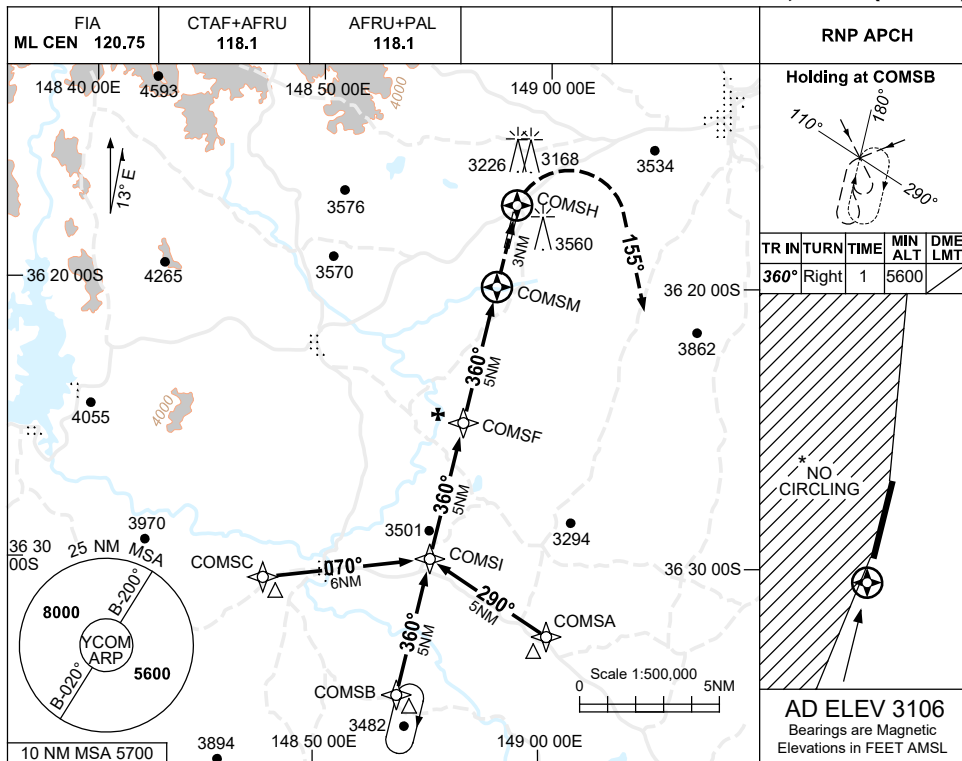 FIA
ML CEN 120.75
CTAF+AFRU
118.1
AFRU+PAL
118.1
RNP APCH
148 40 00E
148 50 00E
149 00 00E
4593
4000
3226
3168
3534
13° E
3576
COMSH
3560
3NM
155°
4265
3570
36 20 00S
COMSM
36 20 00S
3862
360°
5NM
4055
4000
COMSF
360°
5NM
3970
3501
3294
36 30
00S
25 NM MSA
COMSC
070°
6NM
COMSI
36 30 00S
290°
5NM
COMSA
8000
B-200°
YCOM
ARP
B-020°
5600
360°
5NM
COMSB
3482
Scale 1:500,000
0
5NM
10 NM MSA 5700
3894
148 50 00E
149 00 00E
Holding at COMSB
180°
110°
290°
TR IN TURN TIME MIN ALT DME LMT
360° Right 1 5600
*NO
CIRCLING
AD ELEV 3106
Bearings are Magnetic
Elevations in FEET AMSL